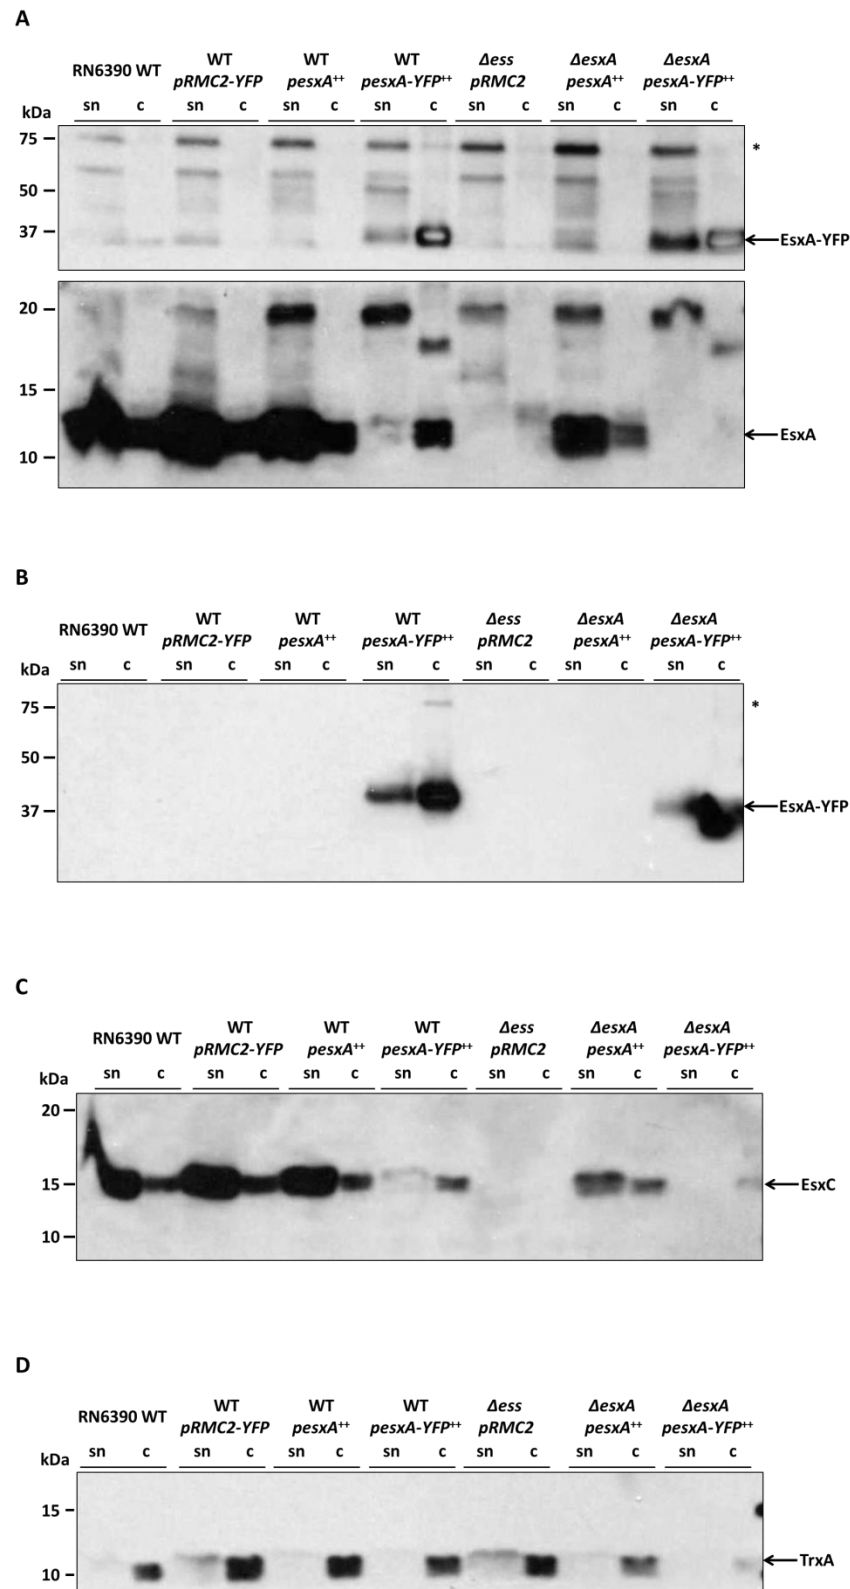 A
RN6390 WT
WT pRMC2-YFP
WT pesxA++
WT pesxA-YFP++
Δess pRMC2
ΔesxA pesxA++
ΔesxA pesxA-YFP++
kDa sn c sn c sn c sn c sn c sn c sn c
75
*
50
37
EsxA-YFP
20
15
EsxA
10
B
RN6390 WT
WT pRMC2-YFP
WT pesxA++
WT pesxA-YFP++
Δess pRMC2
ΔesxA pesxA++
ΔesxA pesxA-YFP++
kDa sn c sn c sn c sn c sn c sn c sn c
75
*
50
37
EsxA-YFP
C
RN6390 WT
WT pRMC2-YFP
WT pesxA++
WT pesxA-YFP++
Δess pRMC2
ΔesxA pesxA++
ΔesxA pesxA-YFP++
kDa sn c sn c sn c sn c sn c sn c sn c
20
15
EsxC
10
D
RN6390 WT
WT pRMC2-YFP
WT pesxA++
WT pesxA-YFP++
Δess pRMC2
ΔesxA pesxA++
ΔesxA pesxA-YFP++
kDa sn c sn c sn c sn c sn c sn c sn c
15
TrxA
10